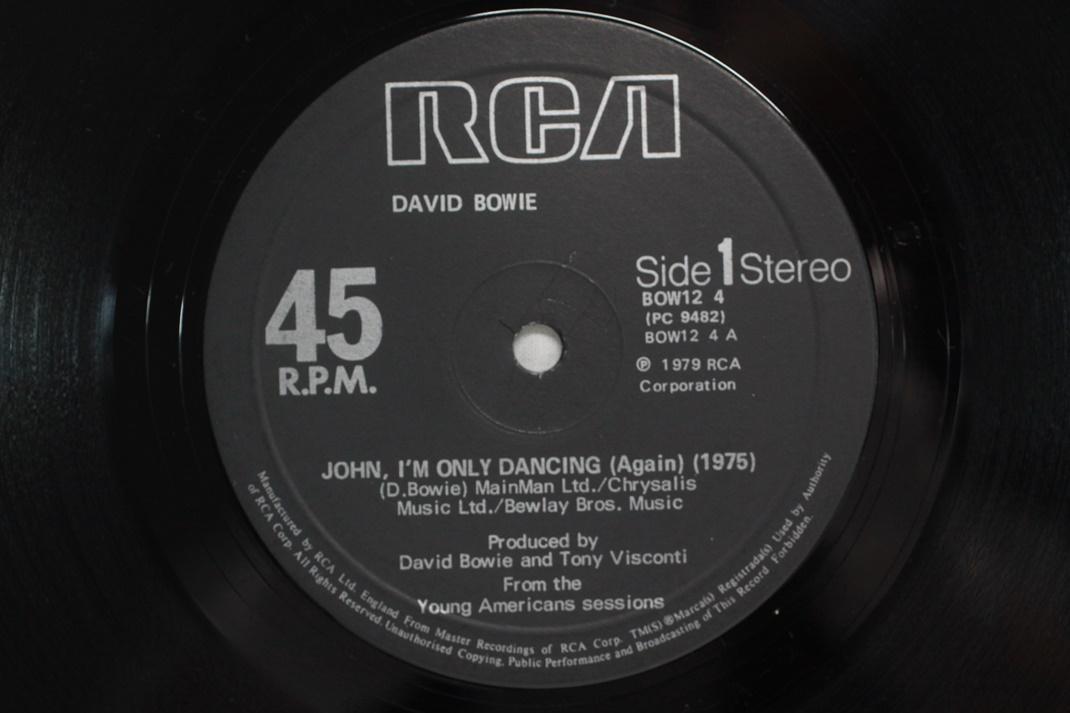 RCA
DAVID BOWIE
45
R.P.M.
Side 1 Stereo
BOW12 4
(PC 9482)
BOW12 4 A
℗ 1979 RCA
Corporation
JOHN, I'M ONLY DANCING (Again) (1975)
(D.Bowie) MainMan Ltd./Chrysalis
Music Ltd./Bewlay Bros. Music
Produced by
David Bowie and Tony Visconti
From the
Young Americans sessions
Manufactured by RCA Ltd. England From Master Recordings of RCA Corp. TM(S) ® Marca(s) Registrada(s) Used by Authority
of RCA Corp. All Rights Reserved. Unauthorised Copying, Public Performance and Broadcasting of This Record Forbidden.